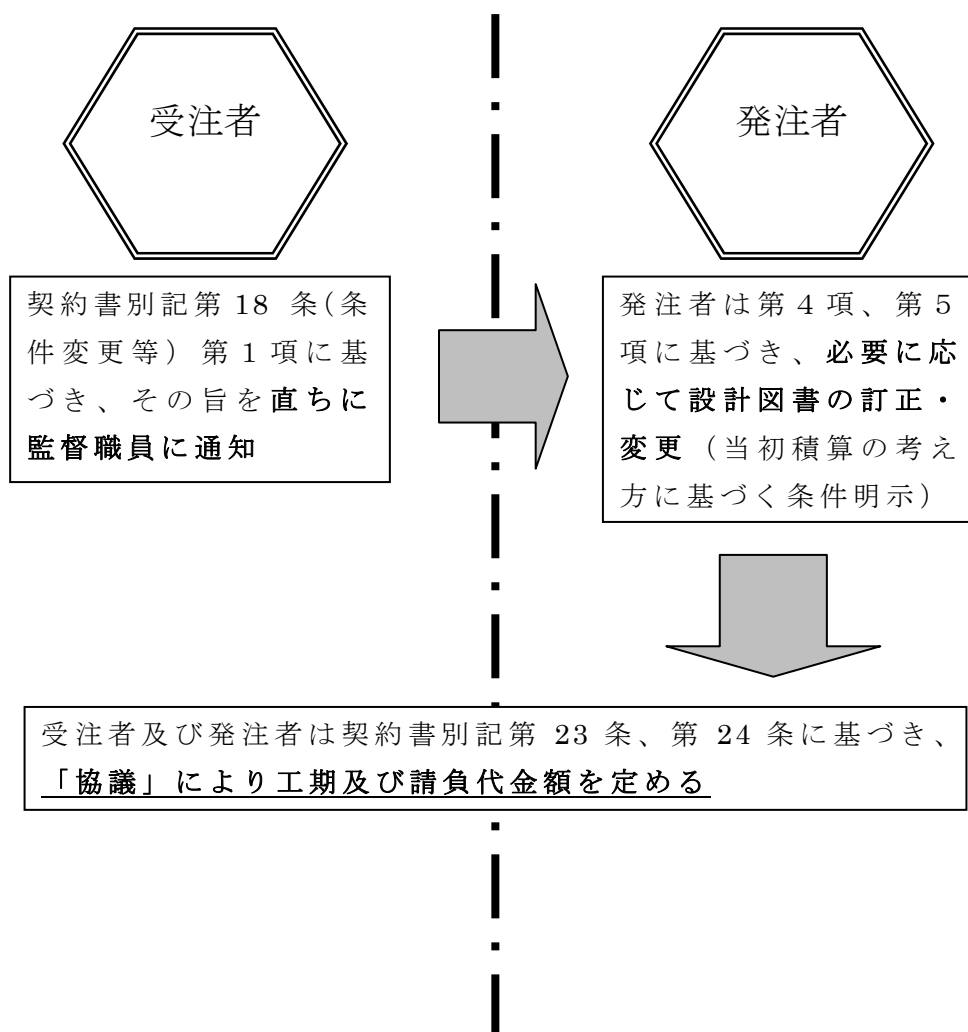 受注者
発注者
契約書別記第 18 条(条
件変更等) 第1項に基
づき、その旨を直ちに
監督職員に通知
発注者は第4項、第5
項に基づき、必要に応
じて設計図書の訂正・
変更（当初積算の考え
方に基づく条件明示）
受注者及び発注者は契約書別記第 23 条、第 24 条に基づき、
「協議」により工期及び請負代金額を定める